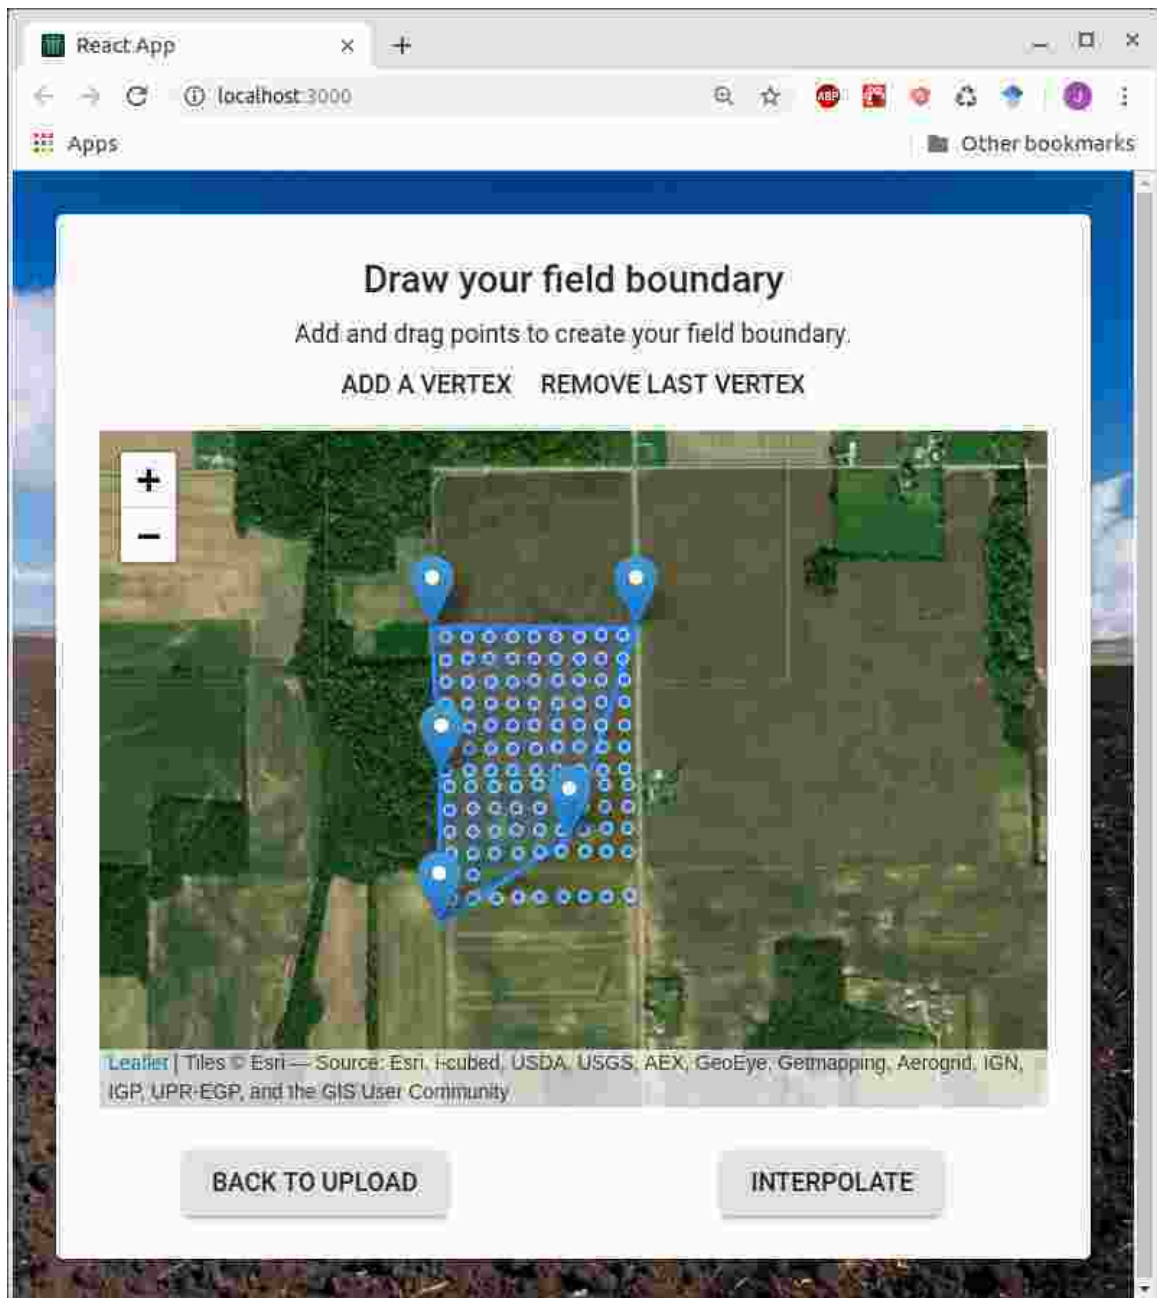 React App
localhost:3000
ABP
J
Apps
Other bookmarks
Draw your field boundary
Add and drag points to create your field boundary.
ADD A VERTEX REMOVE LAST VERTEX
+
−
Leaflet | Tiles © Esri — Source: Esri, i-cubed, USDA, USGS, AEX, GeoEye, Getmapping, Aerogrid, IGN,
IGP, UPR-EGP, and the GIS User Community
BACK TO UPLOAD INTERPOLATE